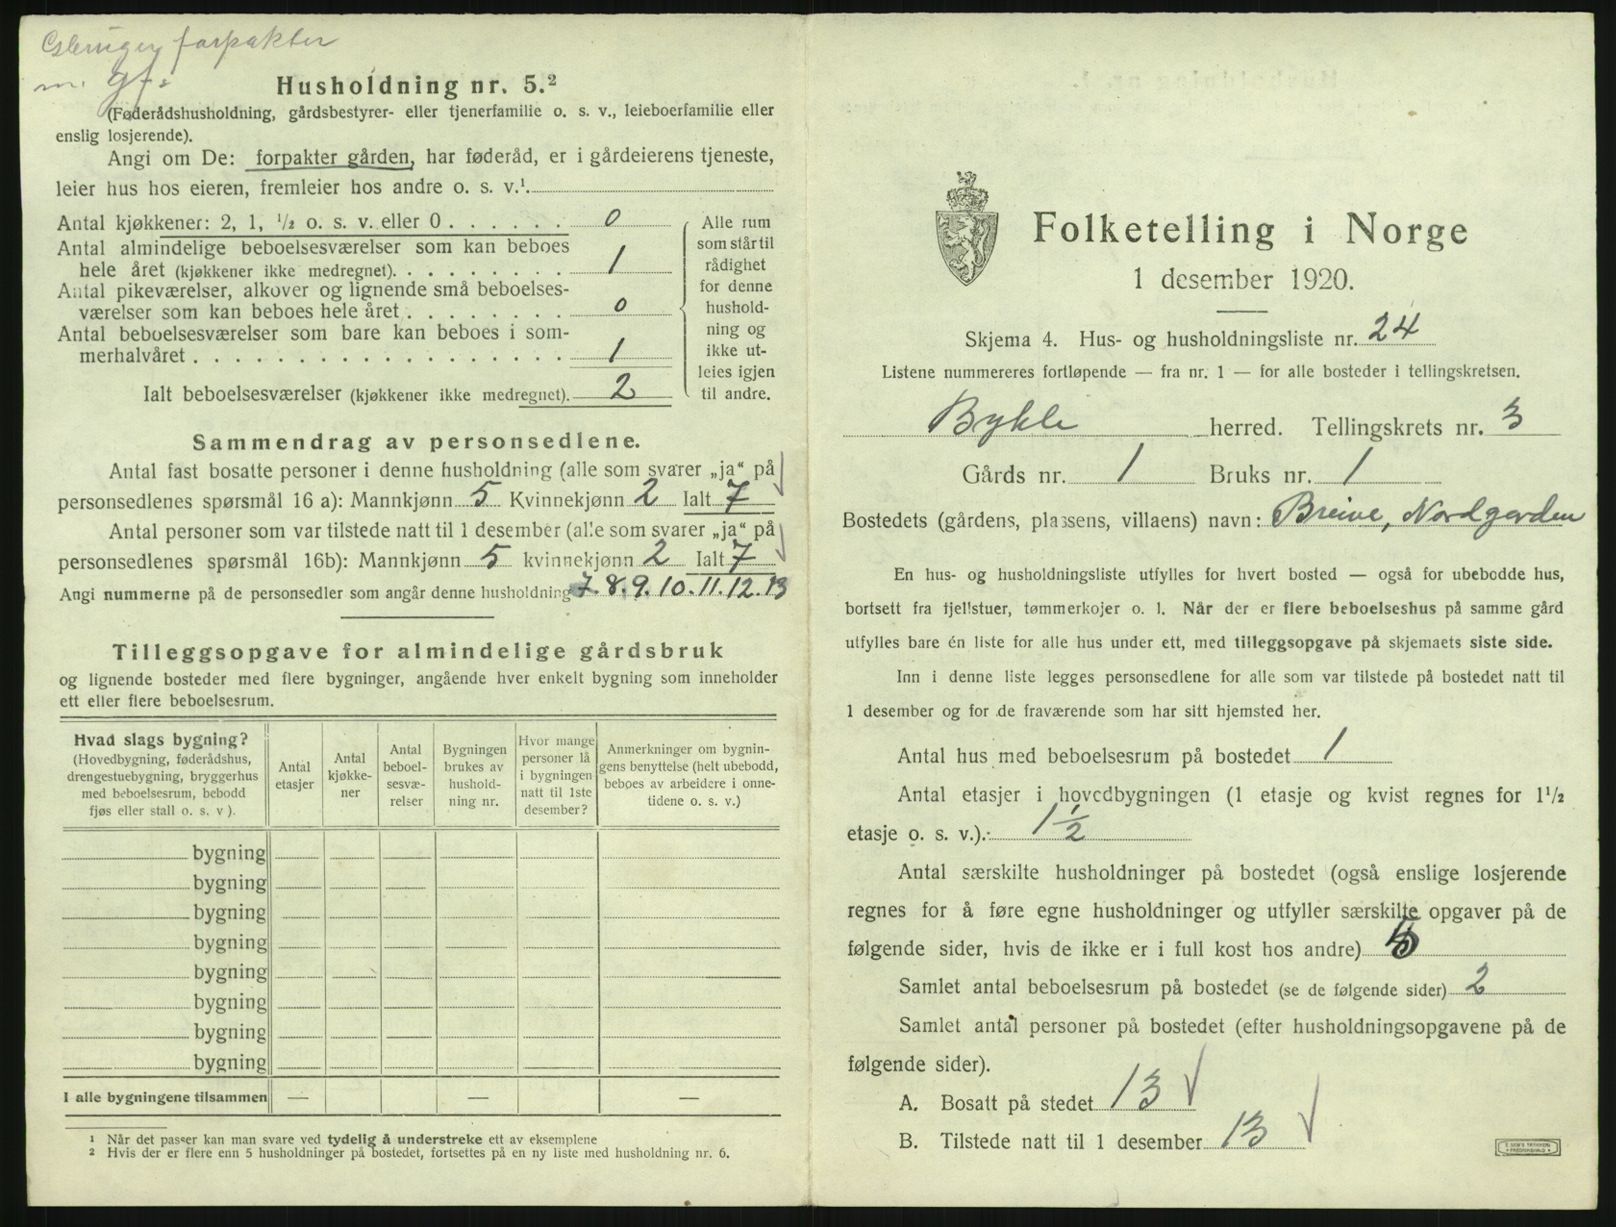 forpakter
m. gf.
Husholdning nr. 5.²
(Føderådshusholdning, gårdsbestyrer- eller tjenerfamilie o. s. v., leieboerfamilie eller
enslig losjerende).
Angi om De: forpakter gården, har føderåd, er i gårdeierens tjeneste,
leier hus hos eieren, fremleier hos andre o. s. v.¹
Antal kjøkkener: 2, 1, ½ o. s. v. eller 0 . . . . . . 0
Antal almindelige beboelsesværelser som kan beboes
hele året (kjøkkener ikke medregnet). . . . . . . . . 1
Antal pikeværelser, alkover og lignende små beboelses-
værelser som kan beboes hele året . . . . . . . . 0
Antal beboelsesværelser som bare kan beboes i som-
merhalvåret . . . . . . . . . . . . . . . . . . 1
Ialt beboelsesværelser (kjøkkener ikke medregnet). 2
Alle rum
som står til
rådighet
for denne
hushold-
ning og
ikke ut-
leies igjen
til andre.
Sammendrag av personsedlene.
Antal fast bosatte personer i denne husholdning (alle som svarer „ja“ på
personsedlenes spørsmål 16 a): Mannkjønn 5 Kvinnekjønn 2 Ialt 7
Antal personer som var tilstede natt til 1 desember (alle som svarer „ja“ på
personsedlenes spørsmål 16b): Mannkjønn 5 kvinnekjønn 2 Ialt 7
Angi nummerne på de personsedler som angår denne husholdning 7. 8. 9. 10. 11. 12. 13
Tilleggsopgave for almindelige gårdsbruk
og lignende bosteder med flere bygninger, angående hver enkelt bygning som inneholder
ett eller flere beboelsesrum.
Hvad slags bygning?
(Hovedbygning, føderådshus,
drengestuebygning, bryggerhus
med beboelsesrum, bebodd
fjøs eller stall o. s. v ).
Antal
etasjer
Antal
kjøkke-
ner
Antal
beboel-
sesvæ-
relser
Bygningen
brukes av
hushold-
ning nr.
Hvor mange
personer lå
i bygningen
natt til 1ste
desember?
Anmerkninger om bygnin-
gens benyttelse (helt ubebodd,
beboes av arbeidere i onne-
tidene o. s. v.)
bygning
bygning
bygning
bygning
bygning
bygning
bygning
bygning
I alle bygningene tilsammen — — —
¹ Når det passer kan man svare ved tydelig å understreke ett av eksemplene
² Hvis der er flere enn 5 husholdninger på bostedet, fortsettes på en ny liste med husholdning nr. 6.
Folketelling i Norge
1 desember 1920.
Skjema 4. Hus- og husholdningsliste nr. 24
Listene nummereres fortløpende — fra nr. 1 — for alle bosteder i tellingskretsen.
Bykle herred. Tellingskrets nr. 3
Gårds nr. 1 Bruks nr. 1
Bostedets (gårdens, plassens, villaens) navn: Breive, Nordgarden
En hus- og husholdningsliste utfylles for hvert bosted — også for ubebodde hus,
bortsett fra fjellstuer, tømmerkojer o. l. Når der er flere beboelseshus på samme gård
utfylles bare én liste for alle hus under ett, med tilleggsopgave på skjemaets siste side.
Inn i denne liste legges personsedlene for alle som var tilstede på bostedet natt til
1 desember og for de fraværende som har sitt hjemsted her.
Antal hus med beboelsesrum på bostedet 1
Antal etasjer i hovedbygningen (1 etasje og kvist regnes for 1½
etasje o. s. v.). 1 ½
Antal særskilte husholdninger på bostedet (også enslige losjerende
regnes for å føre egne husholdninger og utfyller særskilte opgaver på de
følgende sider, hvis de ikke er i full kost hos andre)
Samlet antal beboelsesrum på bostedet (se de følgende sider) 2
Samlet antal personer på bostedet (efter husholdningsopgavene på de
følgende sider).
A. Bosatt på stedet 13
B. Tilstede natt til 1 desember 13